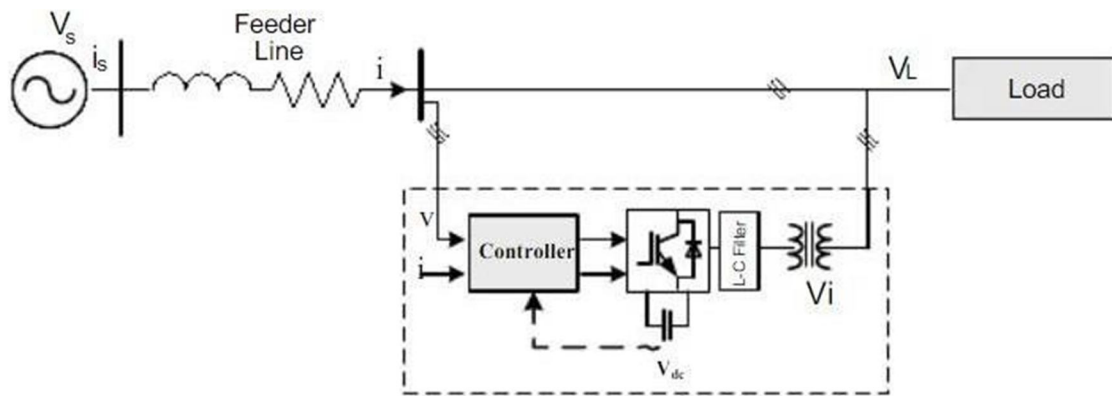 Vs
is
Feeder
Line
i
VL
Load
V
i
Controller
L-C Filter
Vi
Vdc